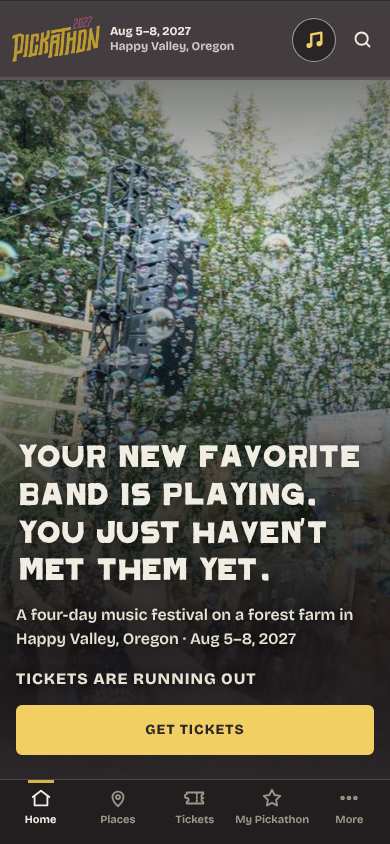 2027
PICKATHON
Aug 5–8, 2027
Happy Valley, Oregon
YOUR NEW FAVORITE
BAND IS PLAYING.
YOU JUST HAVEN'T
MET THEM YET.
A four-day music festival on a forest farm in
Happy Valley, Oregon · Aug 5–8, 2027
TICKETS ARE RUNNING OUT
GET TICKETS
Home
Places
Tickets
My Pickathon
More